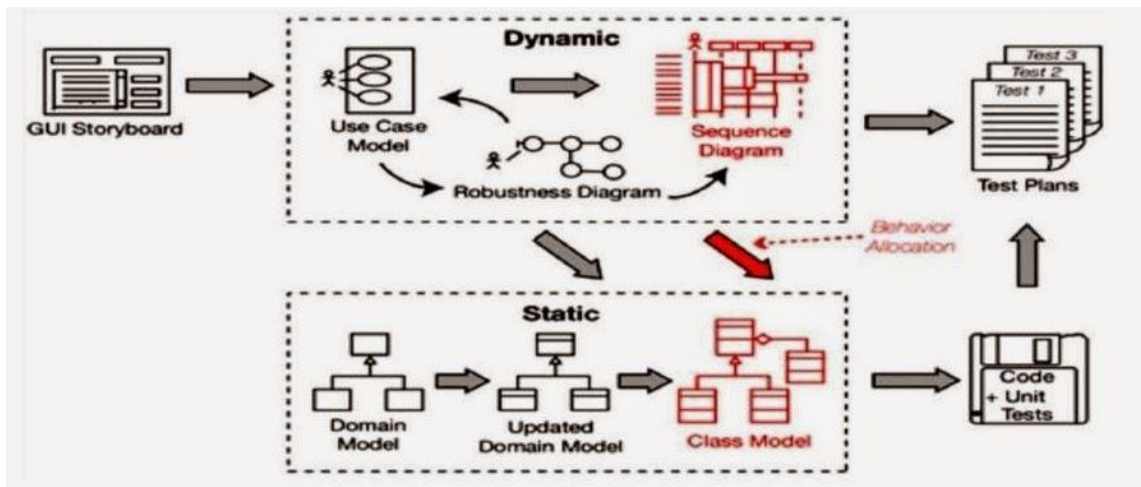 Dynamic
GUI Storyboard
Use Case
Model
Robustness Diagram
Sequence
Diagram
Test 3
Test 2
Test 1
Test Plans
Behavior
Allocation
Static
Domain
Model
Updated
Domain Model
Class Model
Code
+ Unit
Tests